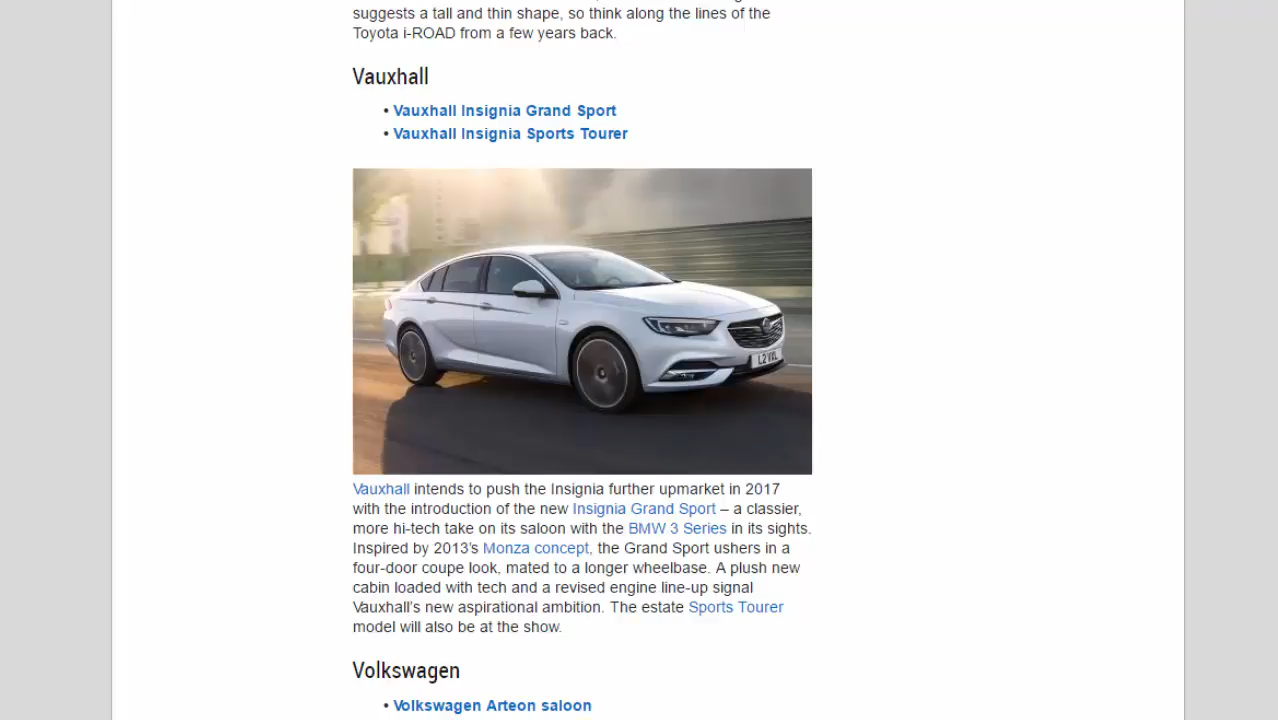 suggests a tall and thin shape, so think along the lines of the
Toyota i-ROAD from a few years back.
Vauxhall
• Vauxhall Insignia Grand Sport
• Vauxhall Insignia Sports Tourer
Vauxhall intends to push the Insignia further upmarket in 2017
with the introduction of the new Insignia Grand Sport – a classier,
more hi-tech take on its saloon with the BMW 3 Series in its sights.
Inspired by 2013's Monza concept, the Grand Sport ushers in a
four-door coupe look, mated to a longer wheelbase. A plush new
cabin loaded with tech and a revised engine line-up signal
Vauxhall's new aspirational ambition. The estate Sports Tourer
model will also be at the show.
Volkswagen
• Volkswagen Arteon saloon